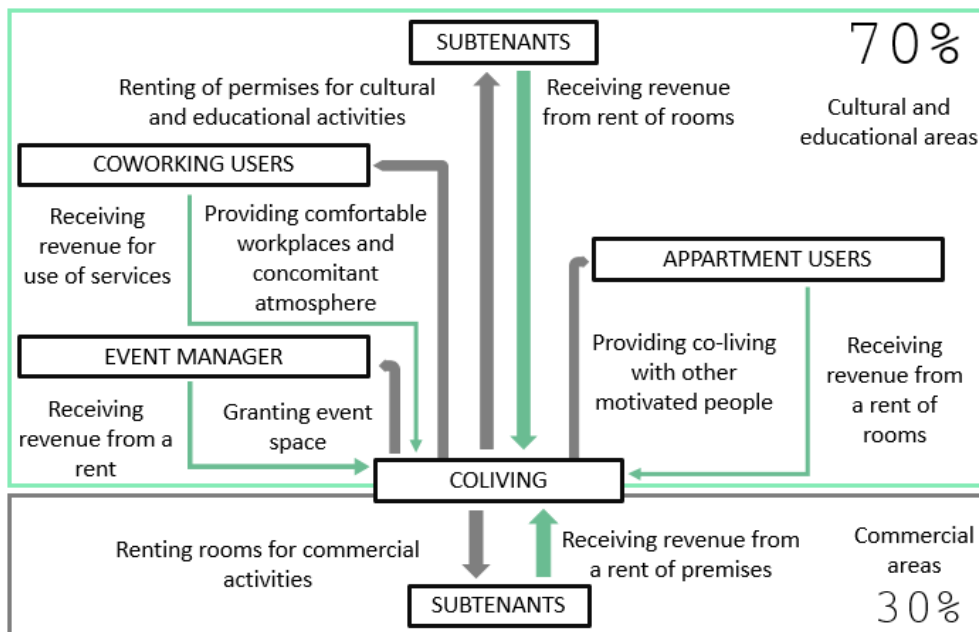 SUBTENANTS
70%
Cultural and
educational areas
Renting of permises for cultural
and educational activities
Receiving revenue
from rent of rooms
COWORKING USERS
Receiving
revenue for
use of services
Providing comfortable
workplaces and
concomitant
atmosphere
APPARTMENT USERS
EVENT MANAGER
Receiving
revenue from a
rent
Granting event
space
Providing co-living
with other
motivated people
Receiving
revenue from
a rent of
rooms
COLIVING
Renting rooms for commercial
activities
Receiving revenue from
a rent of premises
Commercial
areas
30%
SUBTENANTS